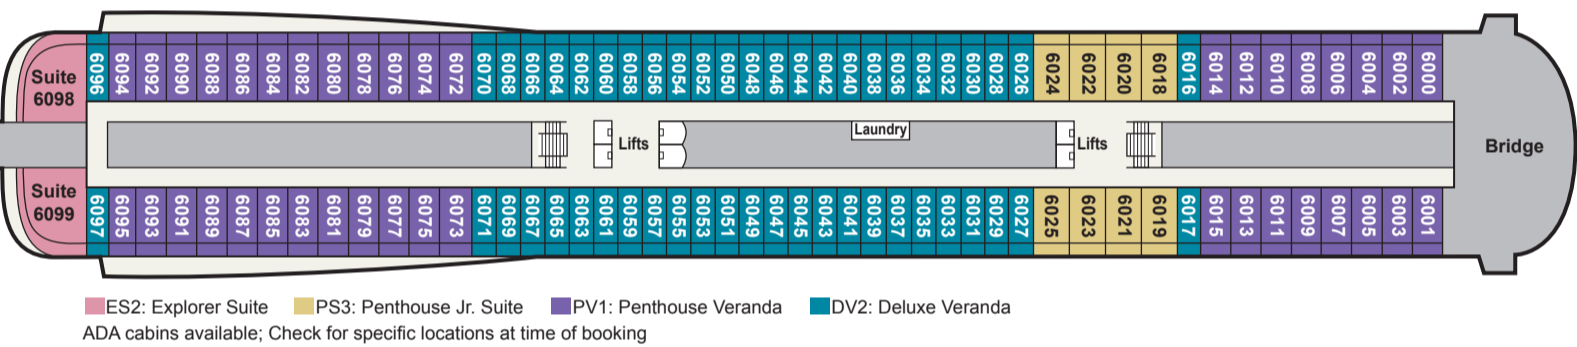 Suite
6098
6096 6094 6092 6090 6088 6086 6084 6082 6080 6078 6076 6074 6072 6070 6068 6066 6064 6062 6060 6058 6056 6054 6052 6050 6048 6046 6044 6042 6040 6038 6036 6034 6032 6030 6028 6026 6024 6022 6020 6018 6016 6014 6012 6010 6008 6006 6004 6002 6000
Lifts
Laundry
Lifts
Bridge
Suite
6099
6097 6095 6093 6091 6089 6087 6085 6083 6081 6079 6077 6075 6073 6071 6069 6067 6065 6063 6061 6059 6057 6055 6053 6051 6049 6047 6045 6043 6041 6039 6037 6035 6033 6031 6029 6027 6025 6023 6021 6019 6017 6015 6013 6011 6009 6007 6005 6003 6001
ES2: Explorer Suite PS3: Penthouse Jr. Suite PV1: Penthouse Veranda DV2: Deluxe Veranda
ADA cabins available; Check for specific locations at time of booking